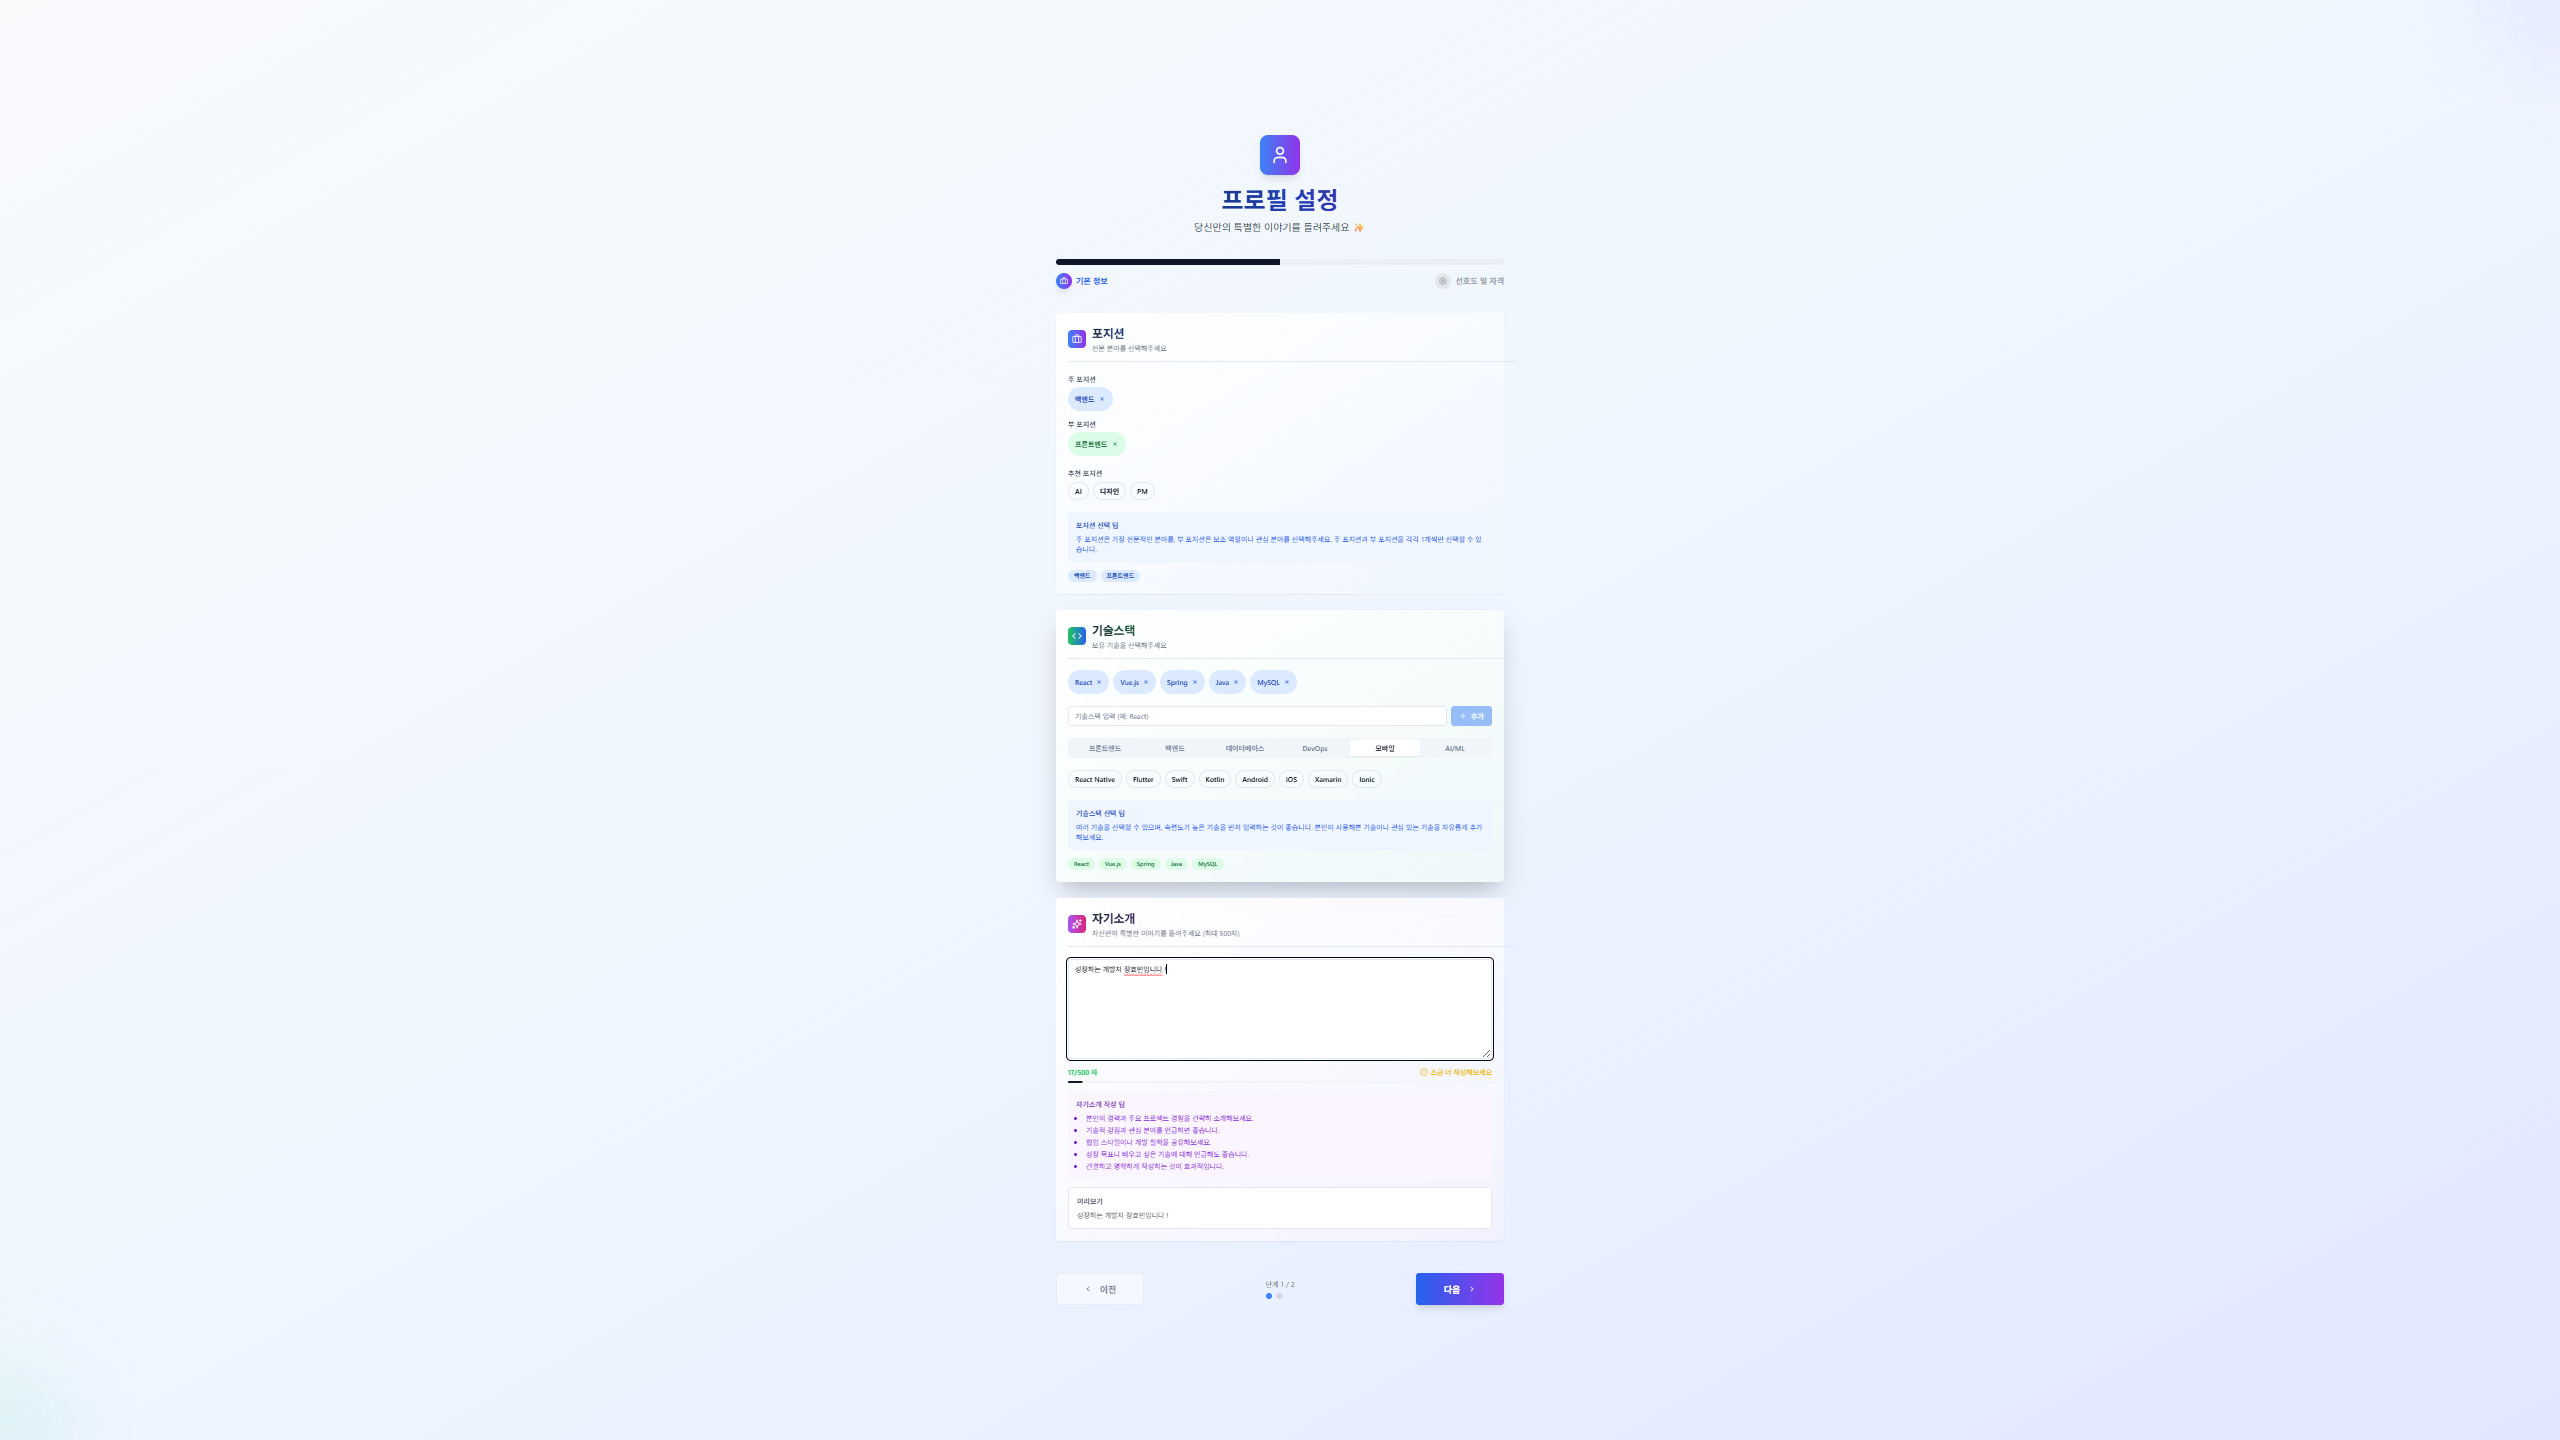 프로필 설정
당신만의 특별한 이야기를 들려주세요 ✨
기본 정보
선호도 및 자격
포지션
전문 분야를 선택해주세요
주 포지션
백엔드 ×
부 포지션
프론트엔드 ×
추천 포지션
AI 디자인 PM
포지션 선택 팁
주 포지션은 가장 전문적인 분야를, 부 포지션은 보조 역할이나 관심 분야를 선택해주세요. 주 포지션과 부 포지션을 각각 1개씩만 선택할 수 있
습니다.
백엔드 프론트엔드
기술스택
보유 기술을 선택해주세요
React × Vue.js × Spring × Java × MySQL ×
기술스택 입력 (예: React)
+ 추가
프론트엔드 백엔드 데이터베이스 DevOps 모바일 AI/ML
React Native Flutter Swift Kotlin Android iOS Xamarin Ionic
기술스택 선택 팁
여러 기술을 선택할 수 있으며, 숙련도가 높은 기술을 먼저 입력하는 것이 좋습니다. 본인이 사용해본 기술이나 관심 있는 기술을 자유롭게 추가
해보세요.
React Vue.js Spring Java MySQL
자기소개
자신만의 특별한 이야기를 들려주세요 (최대 500자)
성장하는 개발자 장효빈입니다 !
17/500 자
조금 더 작성해보세요
자기소개 작성 팁
• 본인의 경력과 주요 프로젝트 경험을 간략히 소개해보세요.
• 기술적 강점과 관심 분야를 언급하면 좋습니다.
• 협업 스타일이나 개발 철학을 공유해보세요.
• 성장 목표나 배우고 싶은 기술에 대해 언급해도 좋습니다.
• 간결하고 명확하게 작성하는 것이 효과적입니다.
미리보기
성장하는 개발자 장효빈입니다 !
< 이전
단계 1 / 2
다음 >